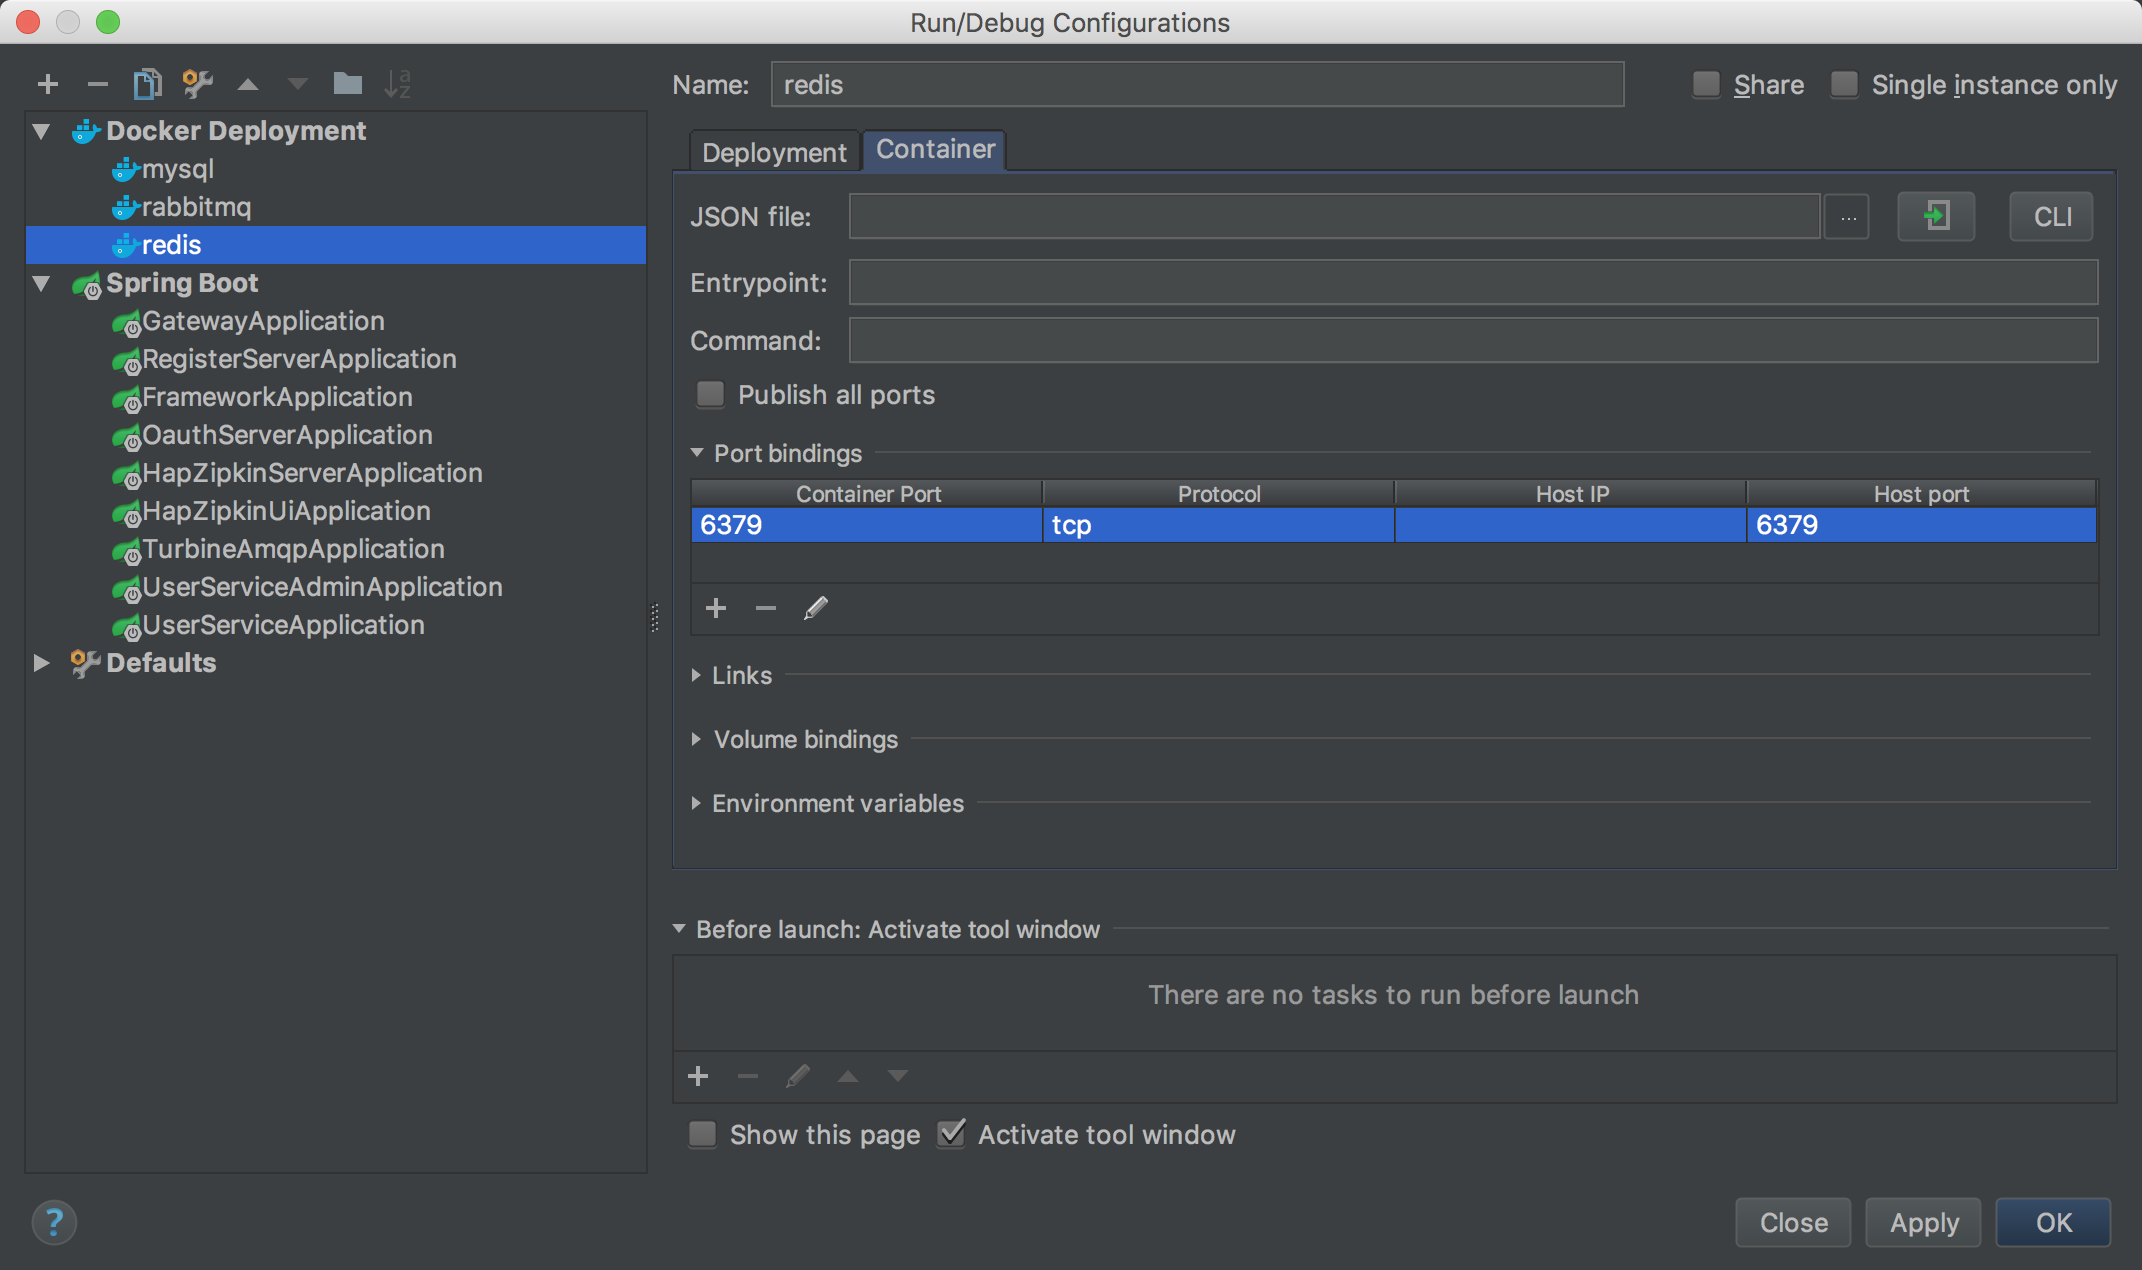 Run/Debug Configurations
Name: redis
Share
Single instance only
Docker Deployment
mysql
rabbitmq
redis
Spring Boot
GatewayApplication
RegisterServerApplication
FrameworkApplication
OauthServerApplication
HapZipkinServerApplication
HapZipkinUiApplication
TurbineAmqpApplication
UserServiceAdminApplication
UserServiceApplication
Defaults
Deployment Container
JSON file: ... CLI
Entrypoint:
Command:
Publish all ports
Port bindings
Container Port Protocol Host IP Host port
6379 tcp 6379
Links
Volume bindings
Environment variables
Before launch: Activate tool window
There are no tasks to run before launch
Show this page Activate tool window
? Close Apply OK